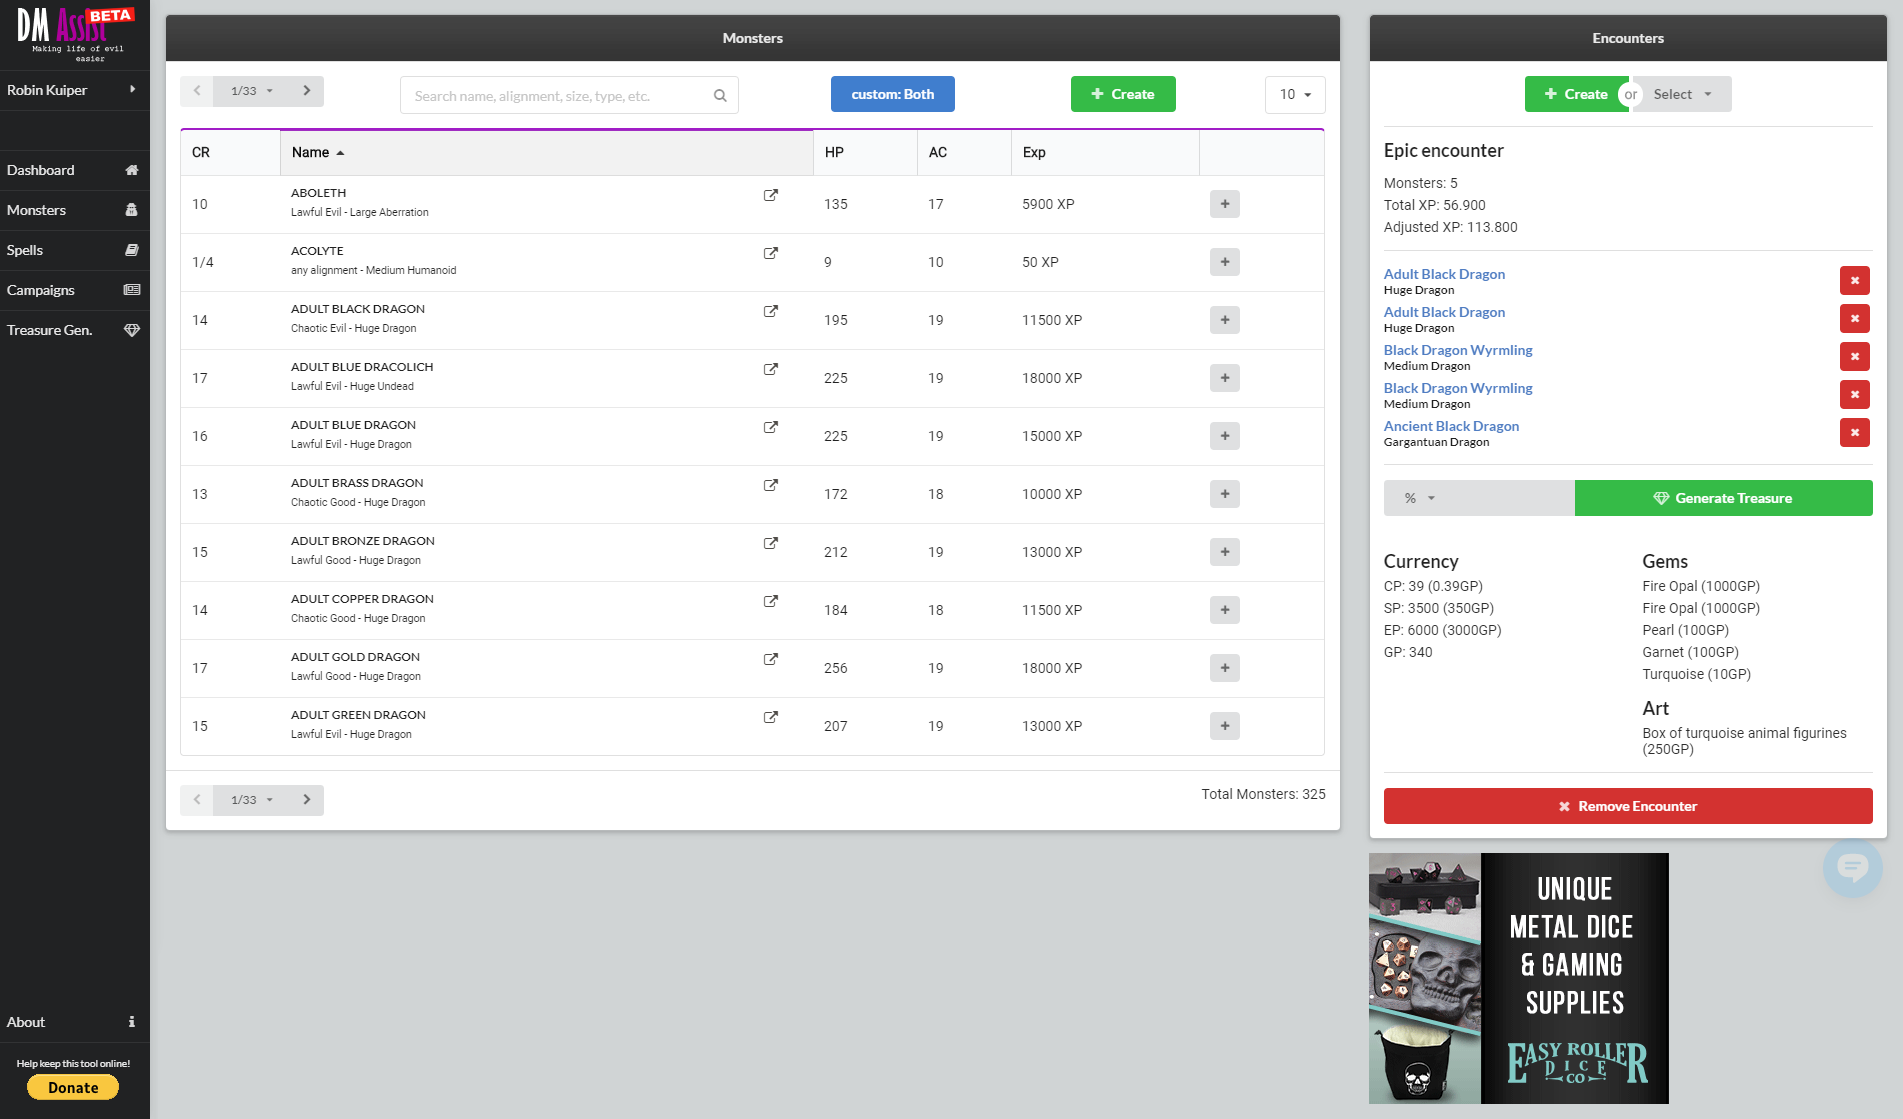 DM Assist BETA
Making life of evil
easier
Robin Kuiper
Dashboard
Monsters
Spells
Campaigns
Treasure Gen.
About
Help keep this tool online!
Donate
Monsters
1/33
Search name, alignment, size, type, etc.
custom: Both
Create
10
CR Name HP AC Exp
10 ABOLETH 135 17 5900 XP
Lawful Evil - Large Aberration
1/4 ACOLYTE 9 10 50 XP
any alignment - Medium Humanoid
14 ADULT BLACK DRAGON 195 19 11500 XP
Chaotic Evil - Huge Dragon
17 ADULT BLUE DRACOLICH 225 19 18000 XP
Lawful Evil - Huge Undead
16 ADULT BLUE DRAGON 225 19 15000 XP
Lawful Evil - Huge Dragon
13 ADULT BRASS DRAGON 172 18 10000 XP
Chaotic Good - Huge Dragon
15 ADULT BRONZE DRAGON 212 19 13000 XP
Lawful Good - Huge Dragon
14 ADULT COPPER DRAGON 184 18 11500 XP
Chaotic Good - Huge Dragon
17 ADULT GOLD DRAGON 256 19 18000 XP
Lawful Good - Huge Dragon
15 ADULT GREEN DRAGON 207 19 13000 XP
Lawful Evil - Huge Dragon
1/33
Total Monsters: 325
Encounters
Create or Select
Epic encounter
Monsters: 5
Total XP: 56.900
Adjusted XP: 113.800
Adult Black Dragon
Huge Dragon
Adult Black Dragon
Huge Dragon
Black Dragon Wyrmling
Medium Dragon
Black Dragon Wyrmling
Medium Dragon
Ancient Black Dragon
Gargantuan Dragon
%
Generate Treasure
Currency
CP: 39 (0.39GP)
SP: 3500 (350GP)
EP: 6000 (3000GP)
GP: 340
Gems
Fire Opal (1000GP)
Fire Opal (1000GP)
Pearl (100GP)
Garnet (100GP)
Turquoise (10GP)
Art
Box of turquoise animal figurines
(250GP)
Remove Encounter
UNIQUE
METAL DICE
& GAMING
SUPPLIES
EASY ROLLER
DICE
CO